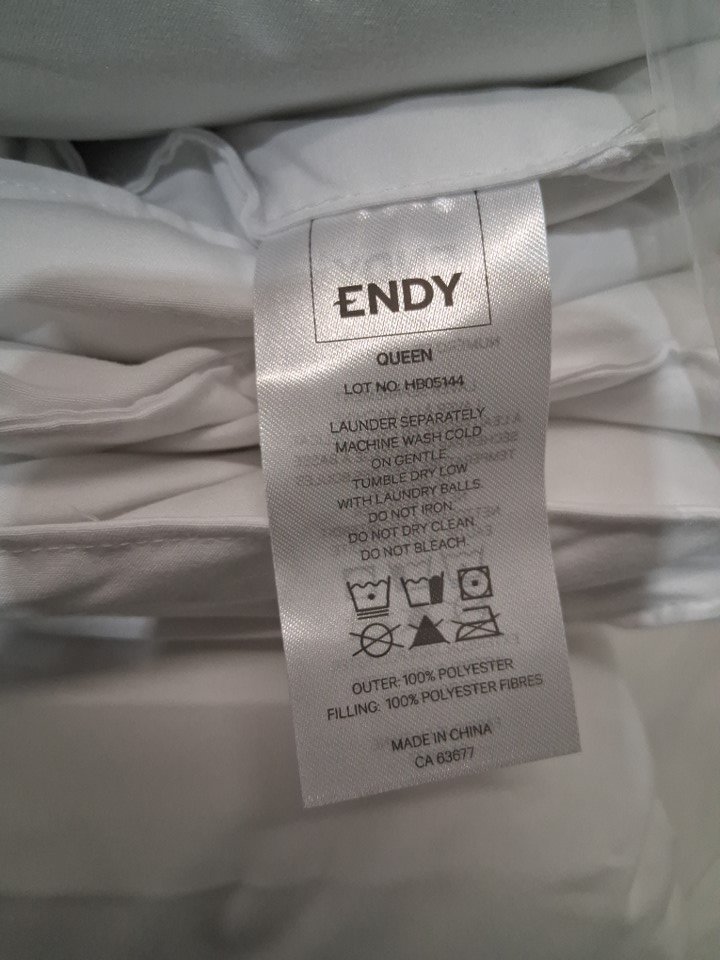 ENDY
QUEEN
LOT NO: HB05144
LAUNDER SEPARATELY
MACHINE WASH COLD
ON GENTLE.
TUMBLE DRY LOW
WITH LAUNDRY BALLS.
DO NOT IRON.
DO NOT DRY CLEAN.
DO NOT BLEACH.
OUTER: 100% POLYESTER
FILLING: 100% POLYESTER FIBRES
MADE IN CHINA
CA 63677